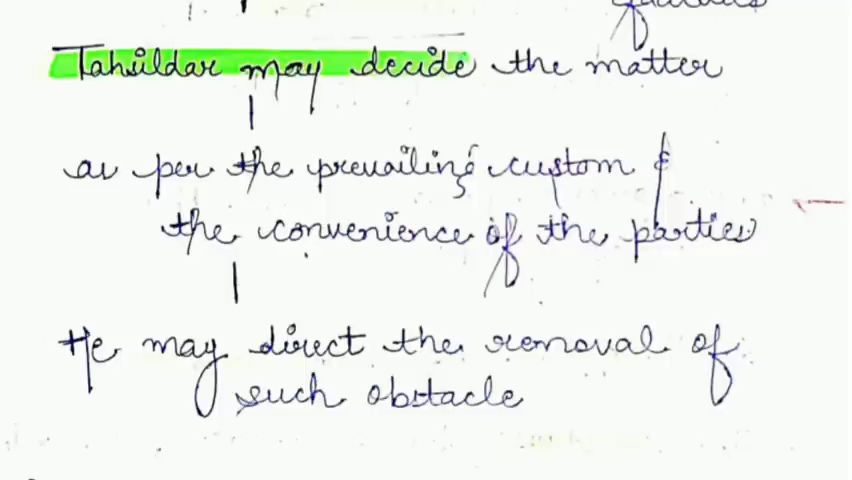 Tahsildar may decide the matter
as per the prevailing custom &
the convenience of the parties
He may direct the removal of
such obstacle